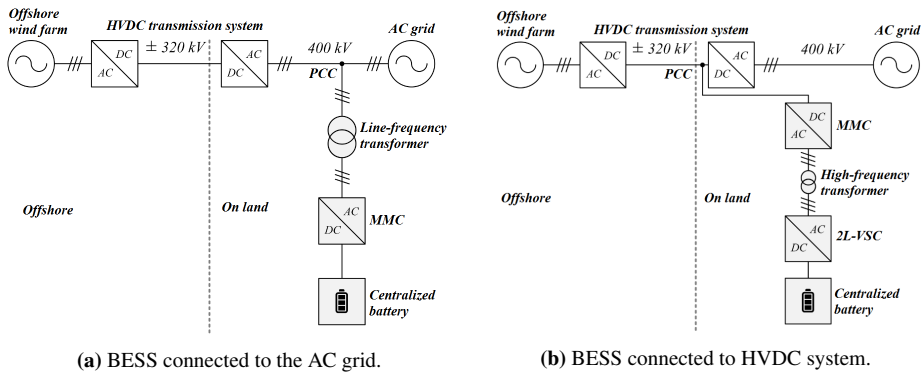 Offshore
wind farm
HVDC transmission system
± 320 kV
400 kV
AC grid
DC
AC
AC
DC
PCC
Line-frequency
transformer
Offshore
On land
AC
DC
MMC
Centralized
battery
(a) BESS connected to the AC grid.
Offshore
wind farm
HVDC transmission system
± 320 kV
400 kV
AC grid
DC
AC
PCC
AC
DC
DC
AC
MMC
High-frequency
transformer
Offshore
On land
AC
DC
2L-VSC
Centralized
battery
(b) BESS connected to HVDC system.